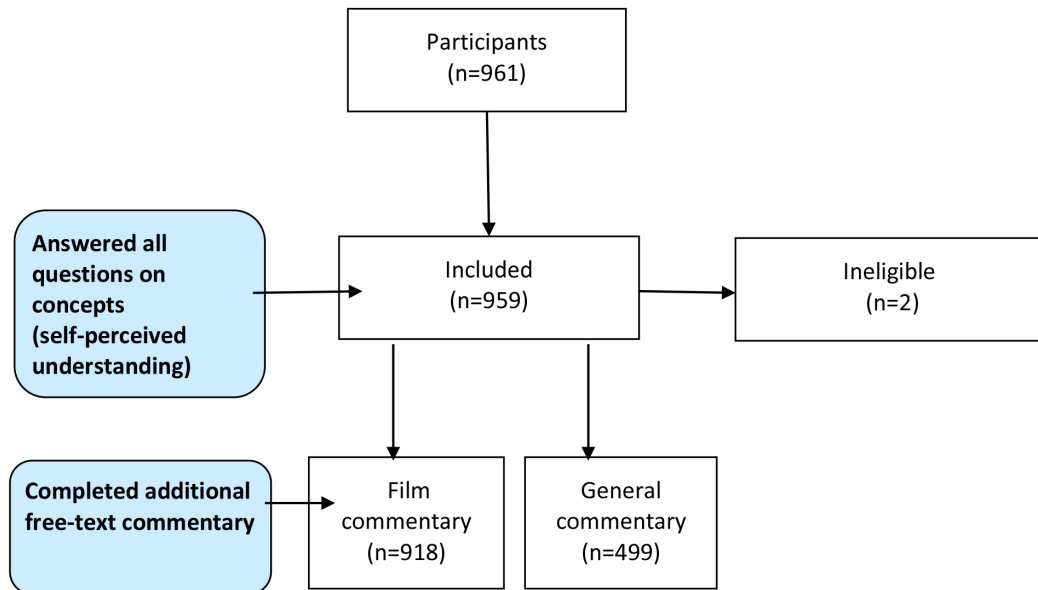 Participants
(n=961)
Answered all
questions on
concepts
(self-perceived
understanding)
Included
(n=959)
Ineligible
(n=2)
Completed additional
free-text commentary
Film
commentary
(n=918)
General
commentary
(n=499)